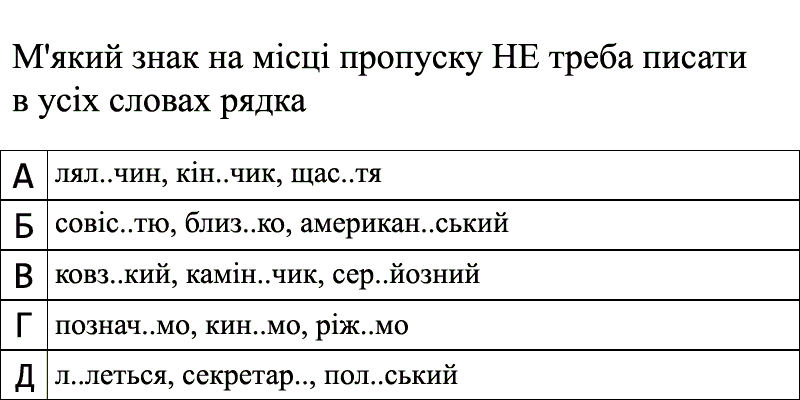 М'який знак на місці пропуску НЕ треба писати
в усіх словах рядка
А лял..чин, кін..чик, щас..тя
Б совіс..тю, близ..ко, американ..ський
В ковз..кий, камін..чик, сер..йозний
Г познач..мо, кин..мо, ріж..мо
Д л..леться, секретар.., пол..ський